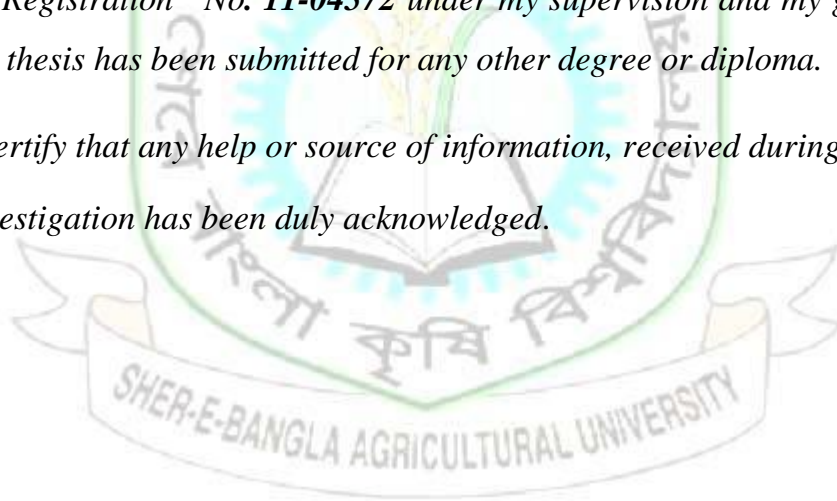 Registration No. 11-04372 under my supervision and my
thesis has been submitted for any other degree or diploma.
ertify that any help or source of information, received during
estigation has been duly acknowledged.
শেরে বাংলা কৃষি বিশ্ববিদ্যালয়
SHER-E-BANGLA AGRICULTURAL UNIVERSITY